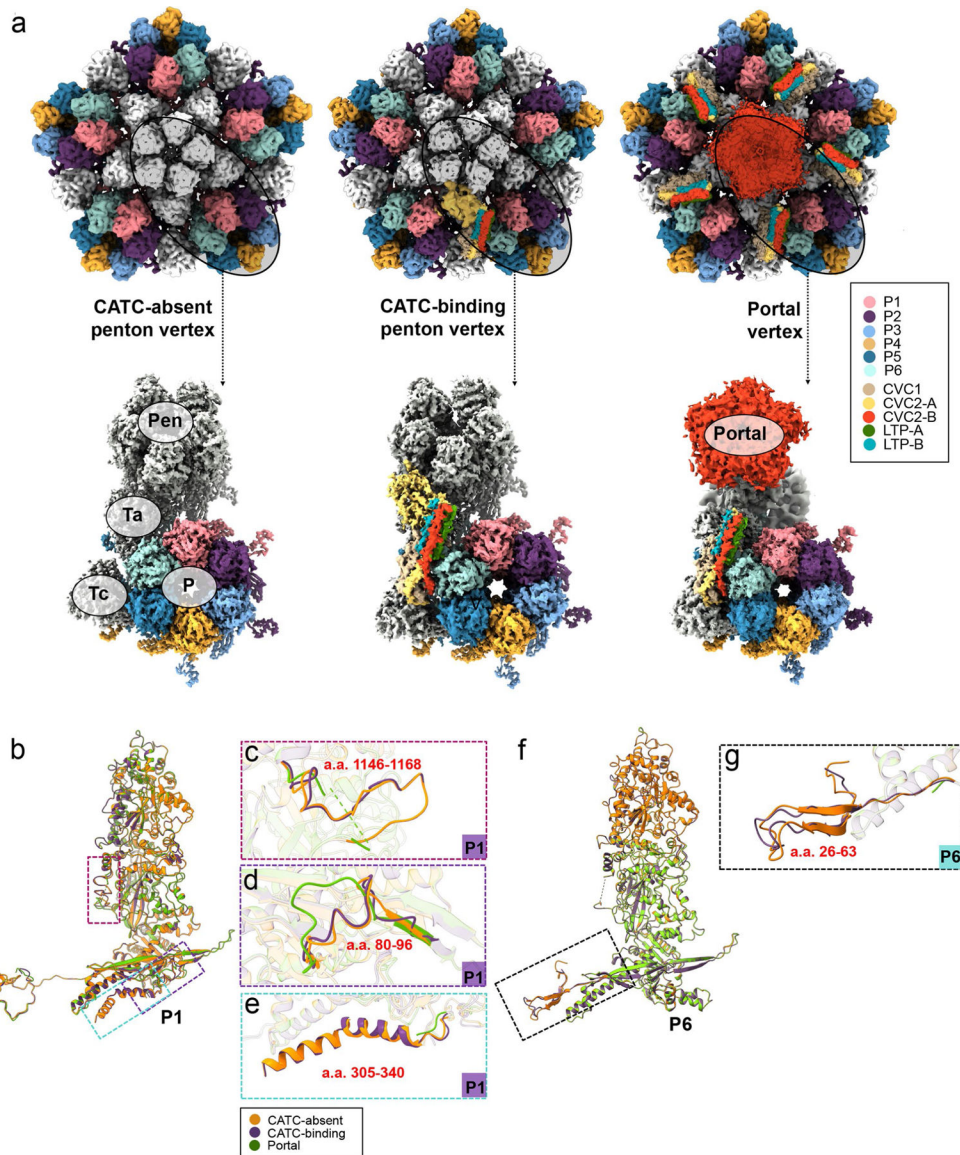 a
CATC-absent
penton vertex
CATC-binding
penton vertex
Portal
vertex
P1
P2
P3
P4
P5
P6
CVC1
CVC2-A
CVC2-B
LTP-A
LTP-B
Pen
Ta
Tc
P
Portal
b
P1
c
a.a. 1146-1168
P1
d
a.a. 80-96
P1
e
a.a. 305-340
P1
CATC-absent
CATC-binding
Portal
f
P6
g
a.a. 26-63
P6